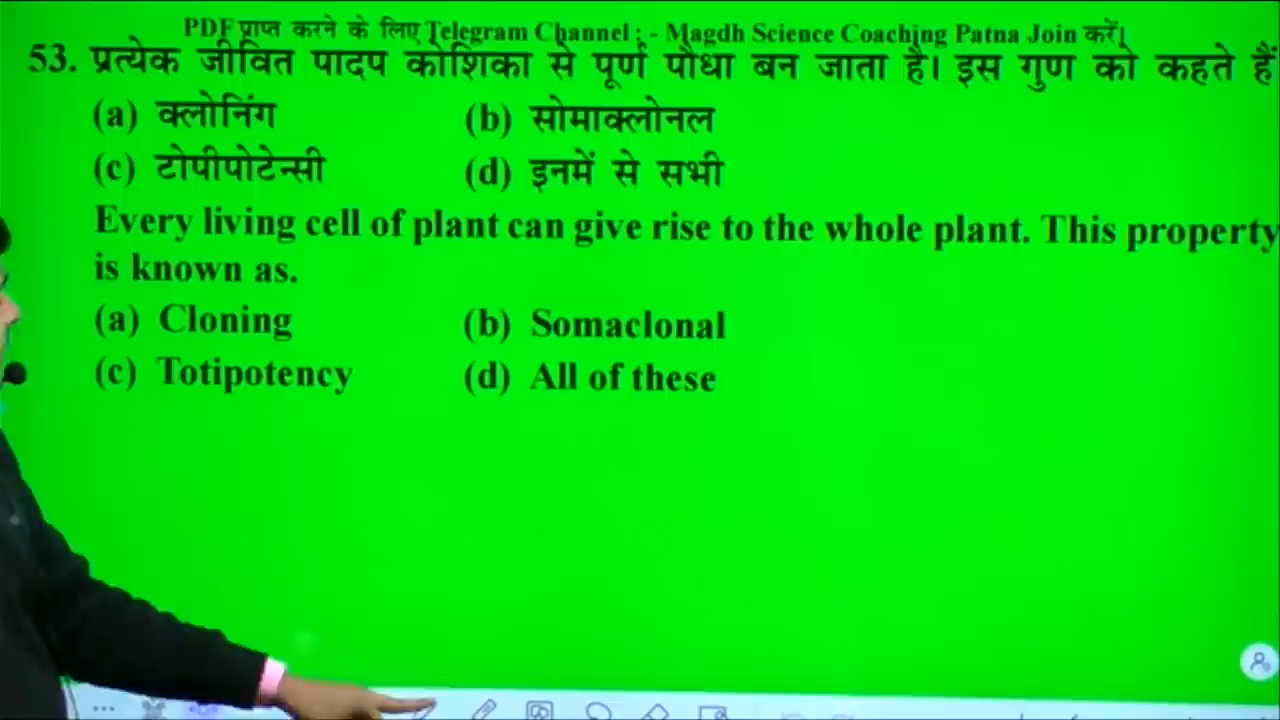 PDF प्राप्त करने के लिए Telegram Channel : - Magdh Science Coaching Patna Join करें।
53. प्रत्येक जीवित पादप कोशिका से पूर्ण पौधा बन जाता है। इस गुण को कहते हैं
(a) क्लोनिंग (b) सोमाक्लोनल
(c) टोपीपोटेन्सी (d) इनमें से सभी
Every living cell of plant can give rise to the whole plant. This property
is known as.
(a) Cloning (b) Somaclonal
(c) Totipotency (d) All of these